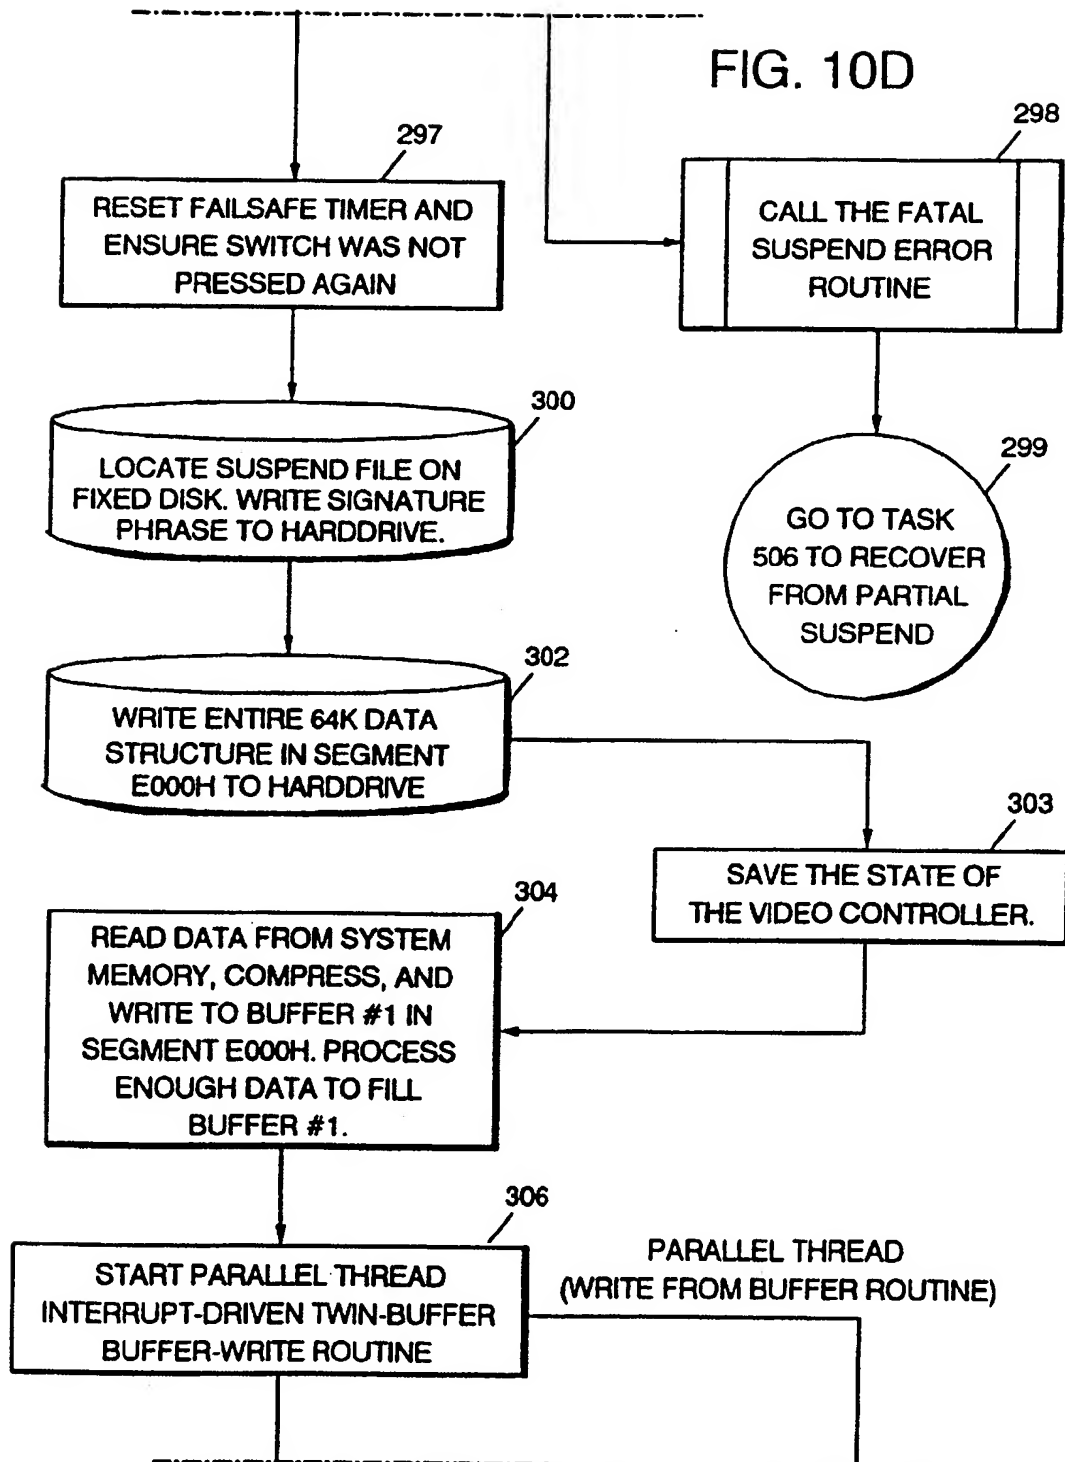 FIG. 10D
297
RESET FAILSAFE TIMER AND
ENSURE SWITCH WAS NOT
PRESSED AGAIN
298
CALL THE FATAL
SUSPEND ERROR
ROUTINE
300
LOCATE SUSPEND FILE ON
FIXED DISK. WRITE SIGNATURE
PHRASE TO HARDDRIVE.
299
GO TO TASK
506 TO RECOVER
FROM PARTIAL
SUSPEND
302
WRITE ENTIRE 64K DATA
STRUCTURE IN SEGMENT
E000H TO HARDDRIVE
303
SAVE THE STATE OF
THE VIDEO CONTROLLER.
304
READ DATA FROM SYSTEM
MEMORY, COMPRESS, AND
WRITE TO BUFFER #1 IN
SEGMENT E000H. PROCESS
ENOUGH DATA TO FILL
BUFFER #1.
306
START PARALLEL THREAD
INTERRUPT-DRIVEN TWIN-BUFFER
BUFFER-WRITE ROUTINE
PARALLEL THREAD
(WRITE FROM BUFFER ROUTINE)